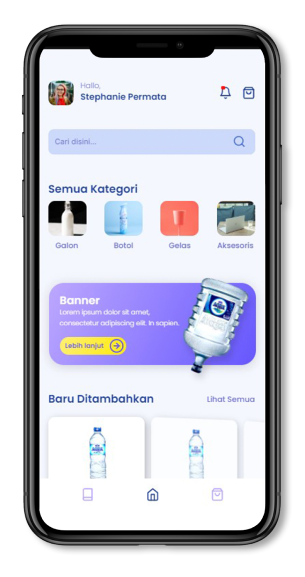 Hallo,
Stephanie Permata
Cari disini...
Semua Kategori
Galon
Botol
Gelas
Aksesoris
Banner
Lorem ipsum dolor sit amet,
consectetur adipiscing elit. In sapien.
Lebih lanjut
Baru Ditambahkan
Lihat Semua